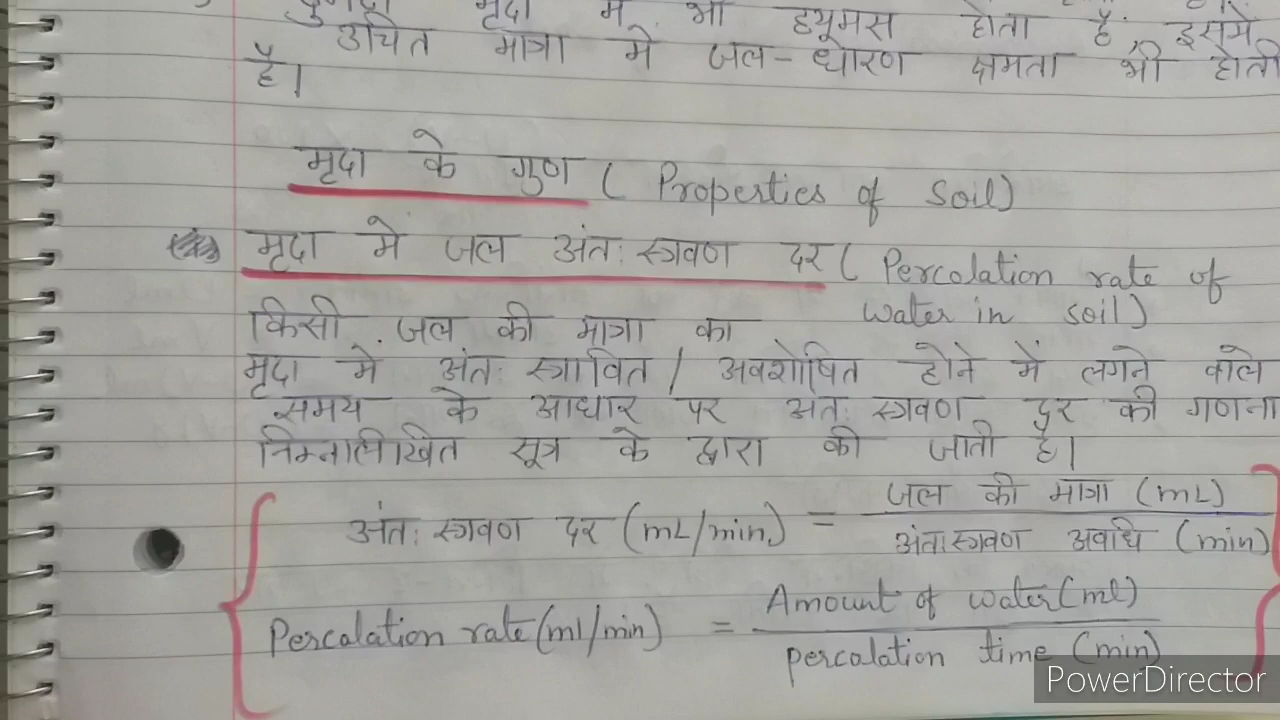 मृदा में भी ह्यूमस होता है, इसमें
उचित मात्रा मे जल-धारण क्षमता भी होती
है।
मृदा के गुण ( Properties of Soil)
मृदा मे जल अंत: स्त्रवण दर ( Percolation rate of
water in soil)
किसी जल की मात्रा का
मृदा मे अंत: स्त्रावित / अवशोषित होने में लगने वाले
समय के आधार पर अंत: स्त्रवण दर की गणना
निम्नलिखित सूत्र के द्वारा की जाती है।
अंत: स्त्रवण दर (mL/min.) = जल की मात्रा (mL)
अंत:स्त्रवण अवधि (min)
Percolation rate (ml/min) = Amount of water (ml)
percolation time (min)
PowerDirector